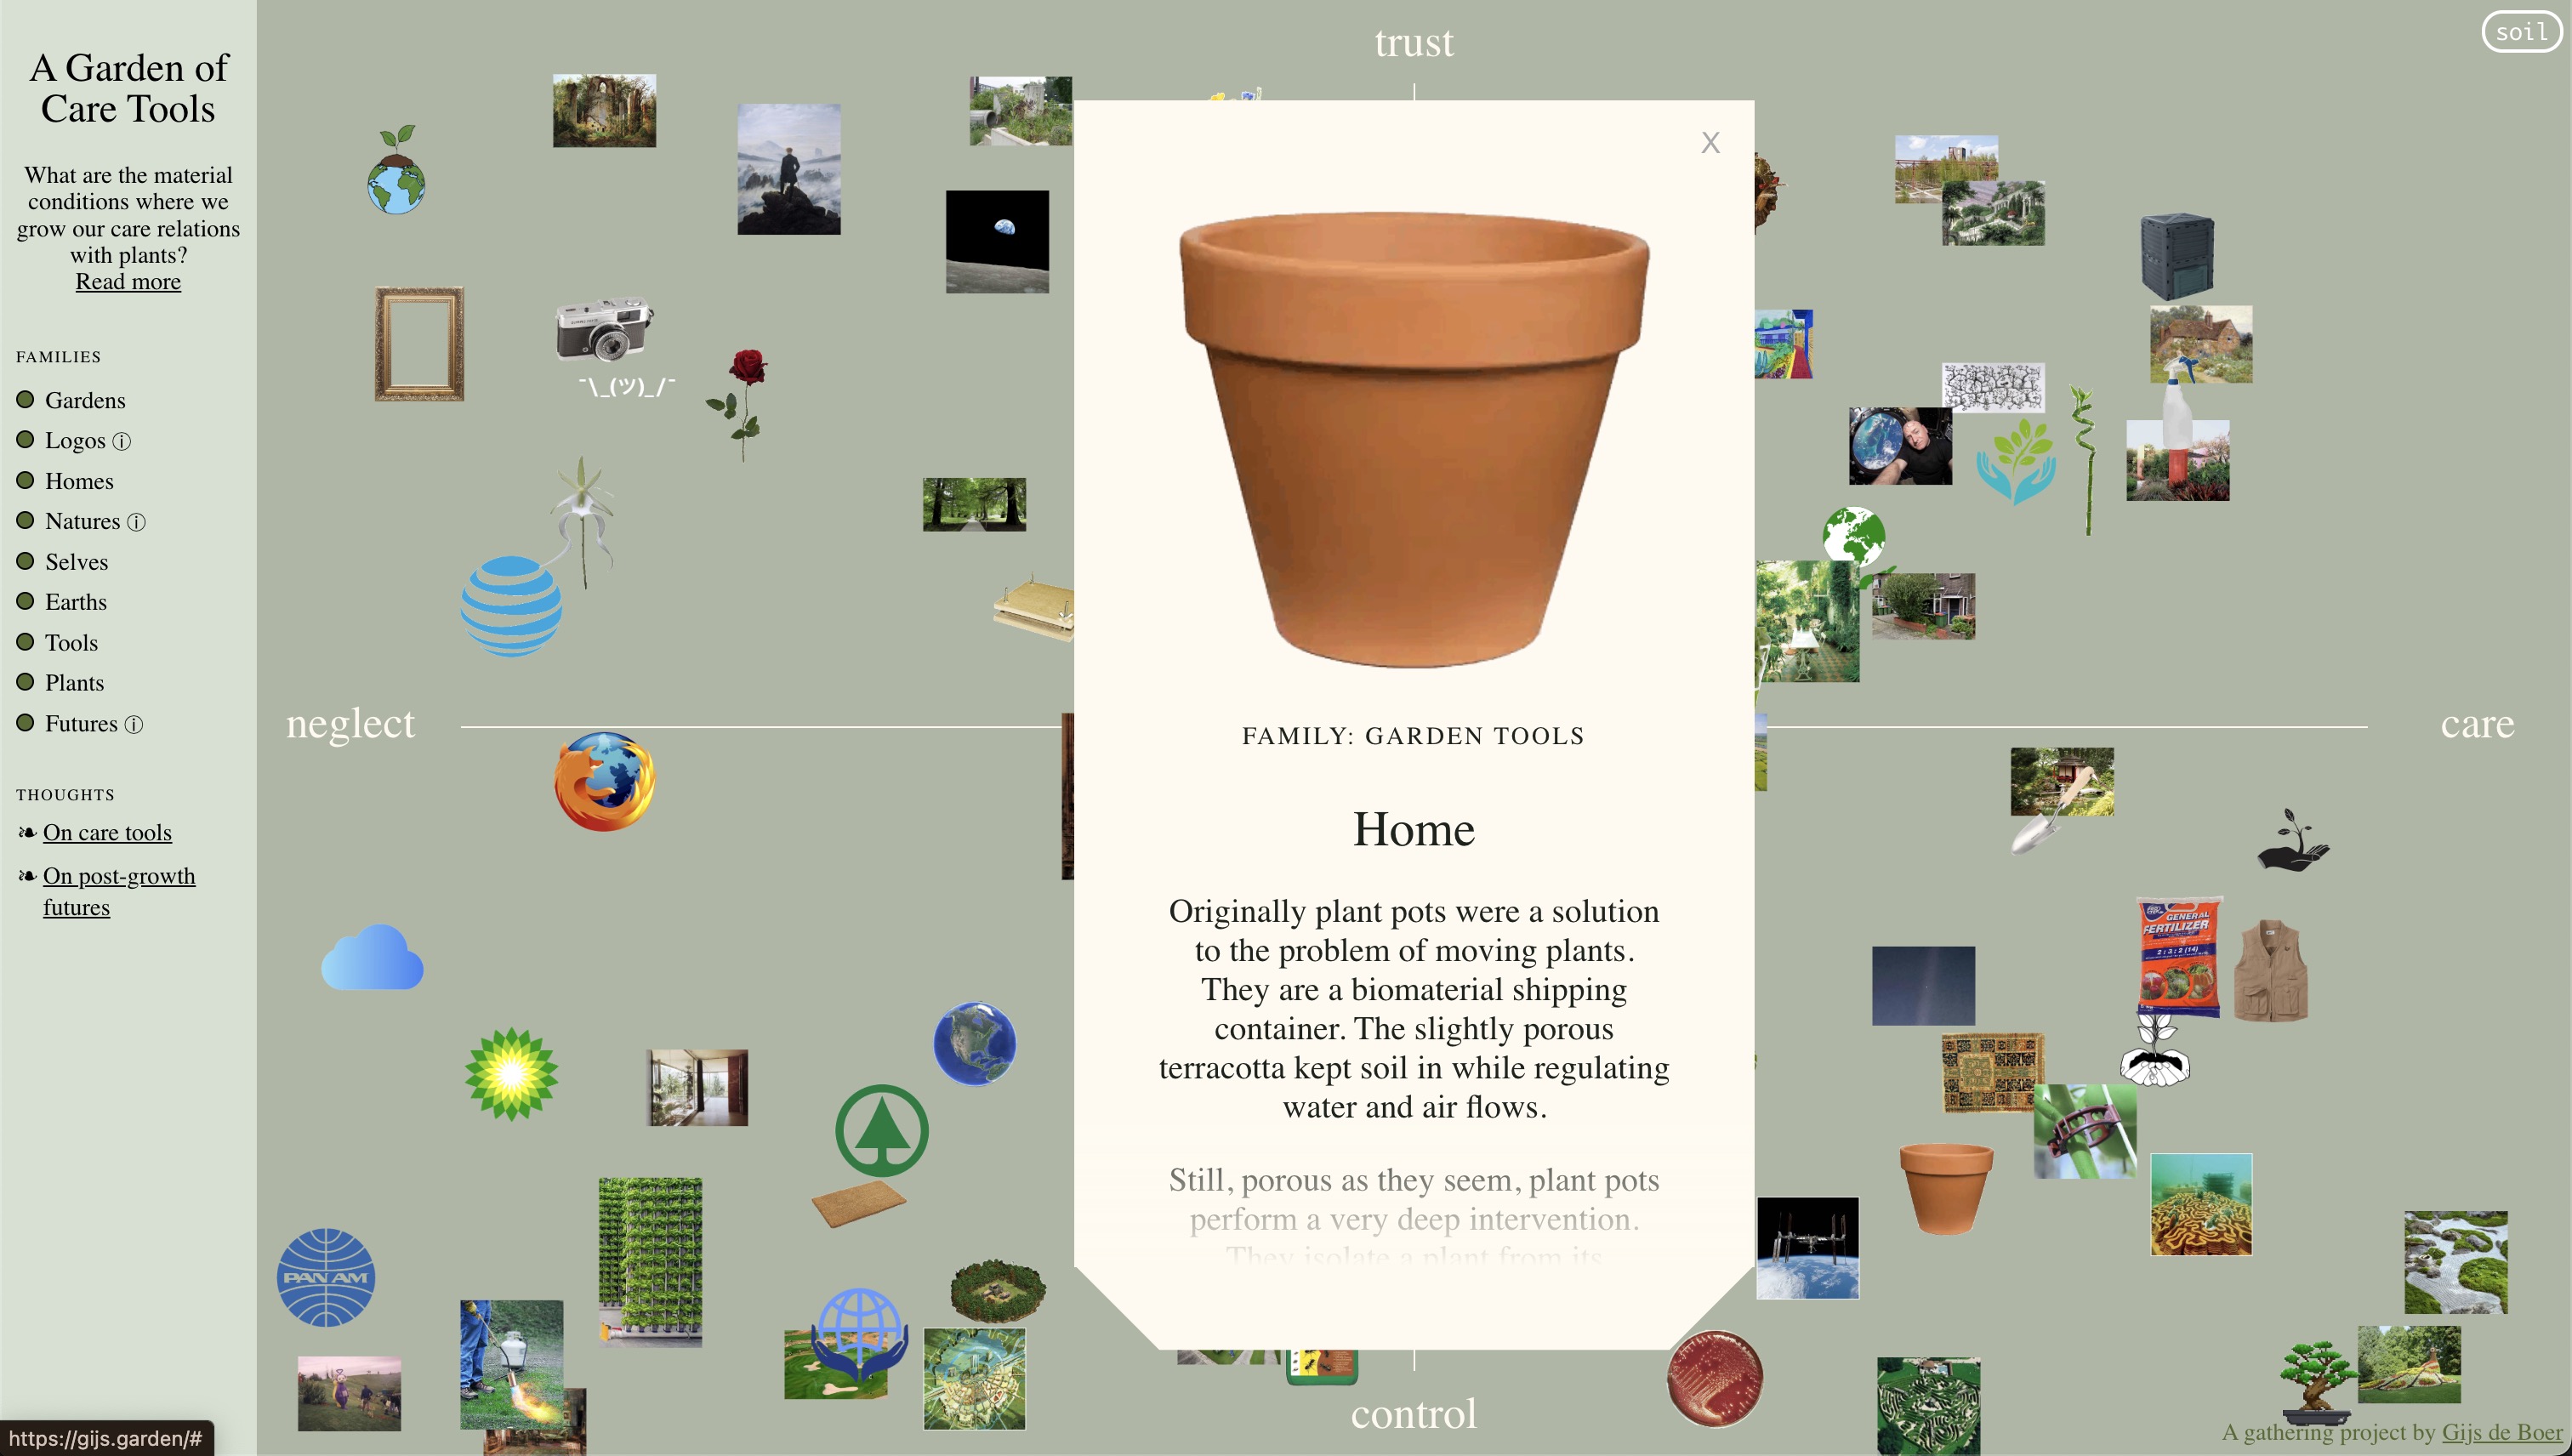 A Garden of
Care Tools
What are the material
conditions where we
grow our care relations
with plants?
Read more
FAMILIES
Gardens
Logos ⓘ
Homes
Natures ⓘ
Selves
Earths
Tools
Plants
Futures ⓘ
THOUGHTS
❧ On care tools
❧ On post-growth
futures
https://gijs.garden/#
soil
trust
neglect
care
control
¯\_(ツ)_/¯
PAN AM
GENERAL
FERTILIZER
2:3:2 (14)
X
FAMILY: GARDEN TOOLS
Home
Originally plant pots were a solution
to the problem of moving plants.
They are a biomaterial shipping
container. The slightly porous
terracotta kept soil in while regulating
water and air flows.
Still, porous as they seem, plant pots
perform a very deep intervention.
They isolate a plant from its
A gathering project by Gijs de Boer